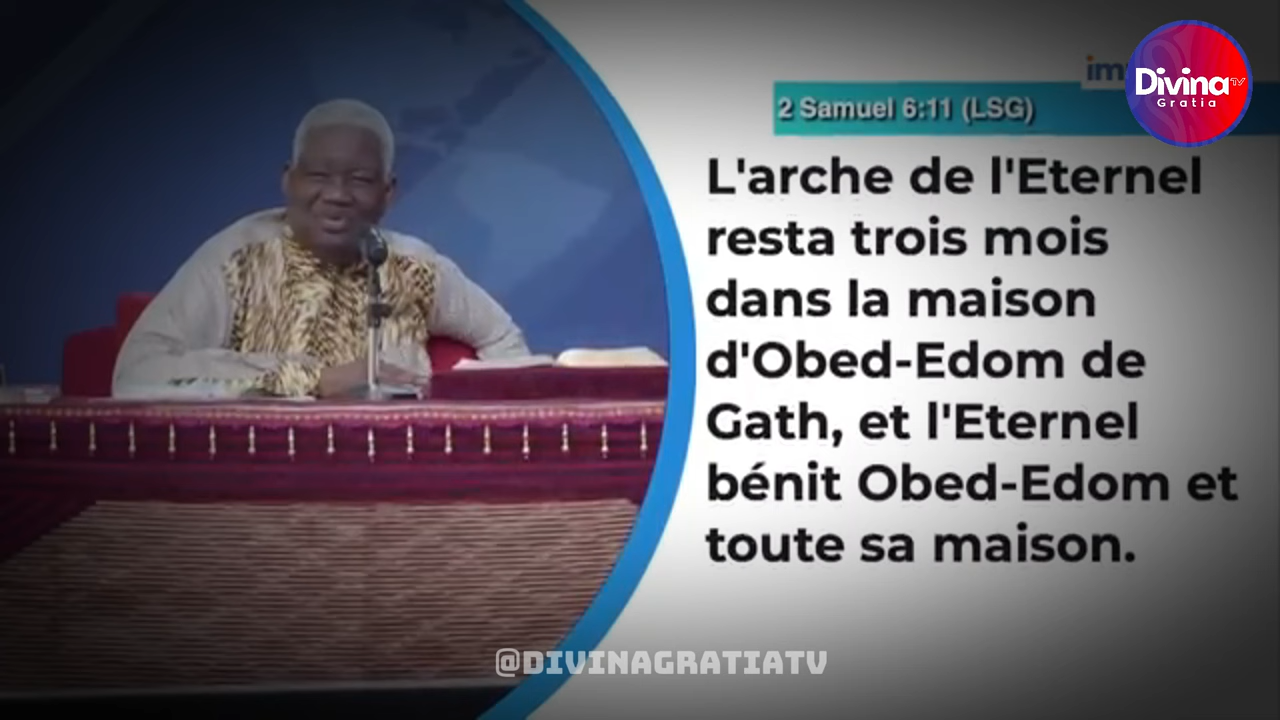 Divina TV
Gratia
2 Samuel 6:11 (LSG)
L'arche de l'Eternel
resta trois mois
dans la maison
d'Obed-Edom de
Gath, et l'Eternel
bénit Obed-Edom et
toute sa maison.
@DIVINAGRATIATV